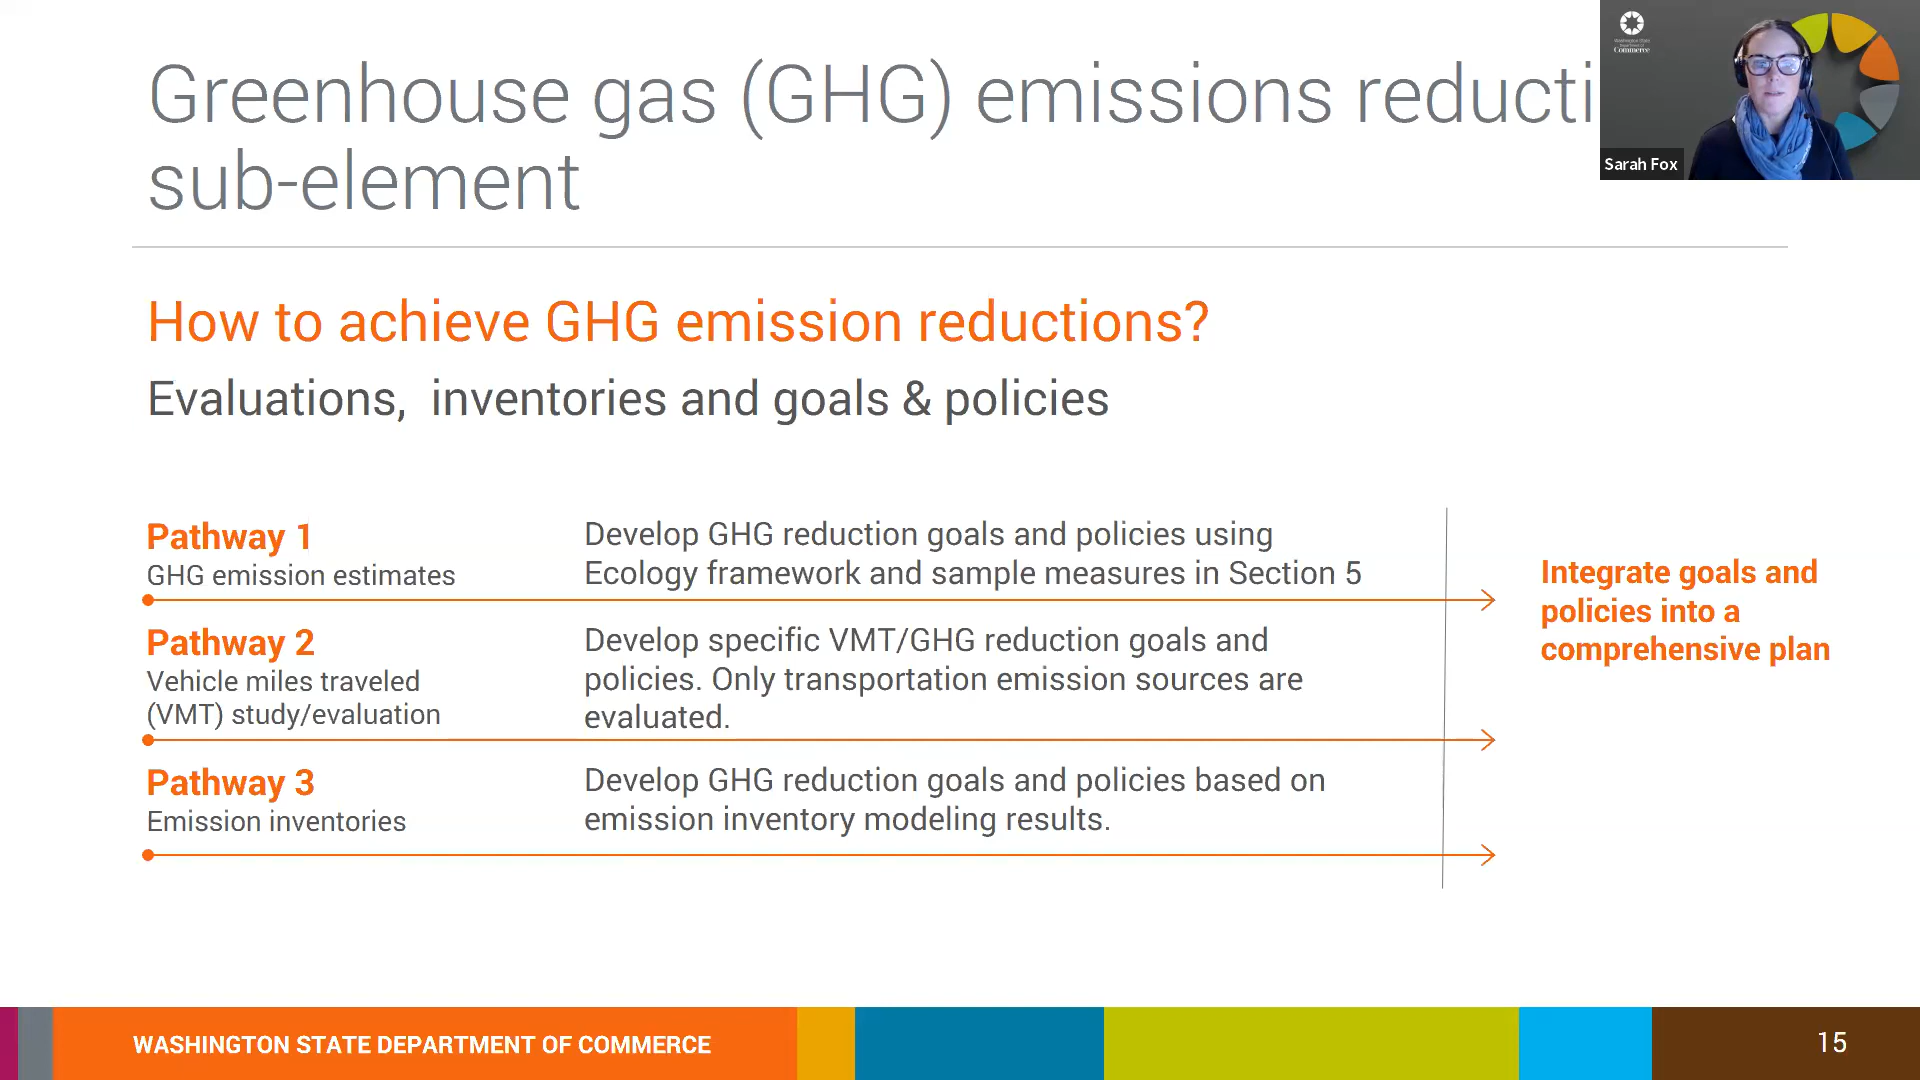 Greenhouse gas (GHG) emissions reducti
sub-element
Commerce
Sarah Fox
How to achieve GHG emission reductions?
Evaluations,  inventories and goals & policies
Pathway 1
GHG emission estimates
Develop GHG reduction goals and policies using
Ecology framework and sample measures in Section 5
Pathway 2
Vehicle miles traveled
(VMT) study/evaluation
Develop specific VMT/GHG reduction goals and
policies. Only transportation emission sources are
evaluated.
Pathway 3
Emission inventories
Develop GHG reduction goals and policies based on
emission inventory modeling results.
Integrate goals and
policies into a
comprehensive plan
WASHINGTON STATE DEPARTMENT OF COMMERCE
15